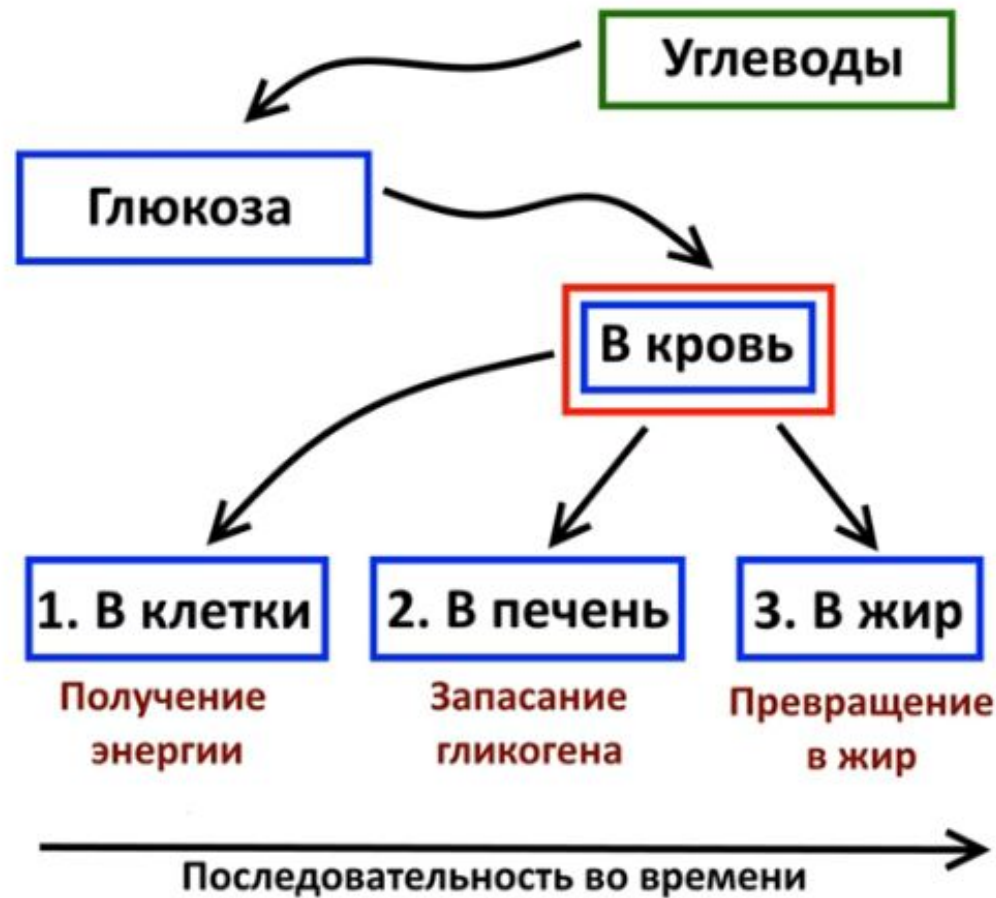 Углеводы
Глюкоза
В кровь
1. В клетки
2. В печень
3. В жир
Получение
энергии
Запасание
гликогена
Превращение
в жир
Последовательность во времени